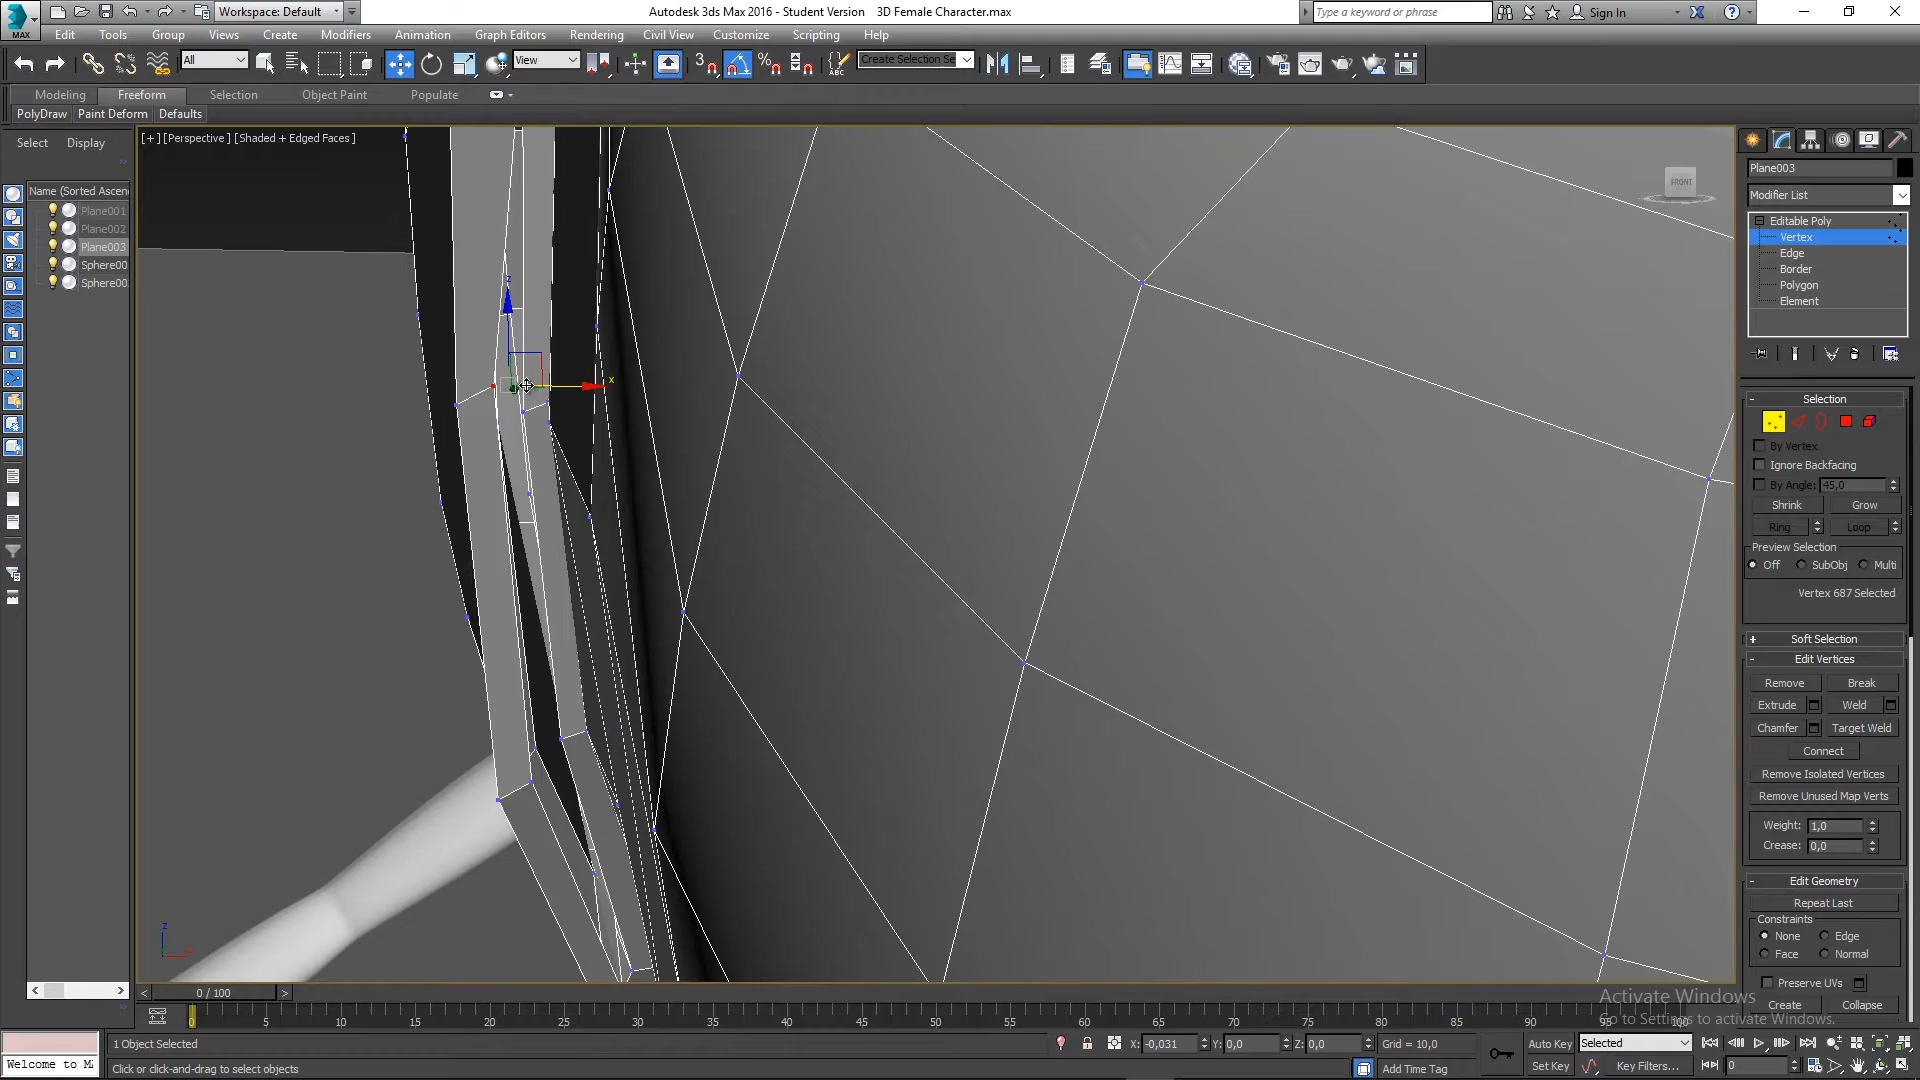 Workspace: Default
Autodesk 3ds Max 2016 - Student Version 3D Female Character.max
Type a keyword or phrase
Sign In
MAX
Edit Tools Group Views Create Modifiers Animation Graph Editors Rendering Civil View Customize Scripting Help
All
View
Create Selection Se
Modeling Freeform Selection Object Paint Populate
PolyDraw Paint Deform Defaults
Select Display
Name (Sorted Ascen
Plane001
Plane002
Plane003
Sphere00
Sphere00
[+] [Perspective] [Shaded + Edged Faces]
FRONT
z
x
z
Plane003
Modifier List
Editable Poly
Vertex
Edge
Border
Polygon
Element
Selection
By Vertex
Ignore Backfacing
By Angle: 45,0
Shrink Grow
Ring Loop
Preview Selection
Off SubObj Multi
Vertex 687 Selected
Soft Selection
Edit Vertices
Remove Break
Extrude Weld
Chamfer Target Weld
Connect
Remove Isolated Vertices
Remove Unused Map Verts
Weight: 1,0
Crease: 0,0
Edit Geometry
Repeat Last
Constraints
None Edge
Face Normal
Preserve UVs
Create Collapse
Activate Windows
Go to Settings to activate Windows.
0 / 100
0 5 10 15 20 25 30 35 40 45 50 55 60 65 70 75 80 85 90 95 100
Welcome to M
1 Object Selected
Click or click-and-drag to select objects
X: -0,031 Y: 0,0 Z: 0,0 Grid = 10,0
Add Time Tag
Auto Key Selected
Set Key Key Filters...
0